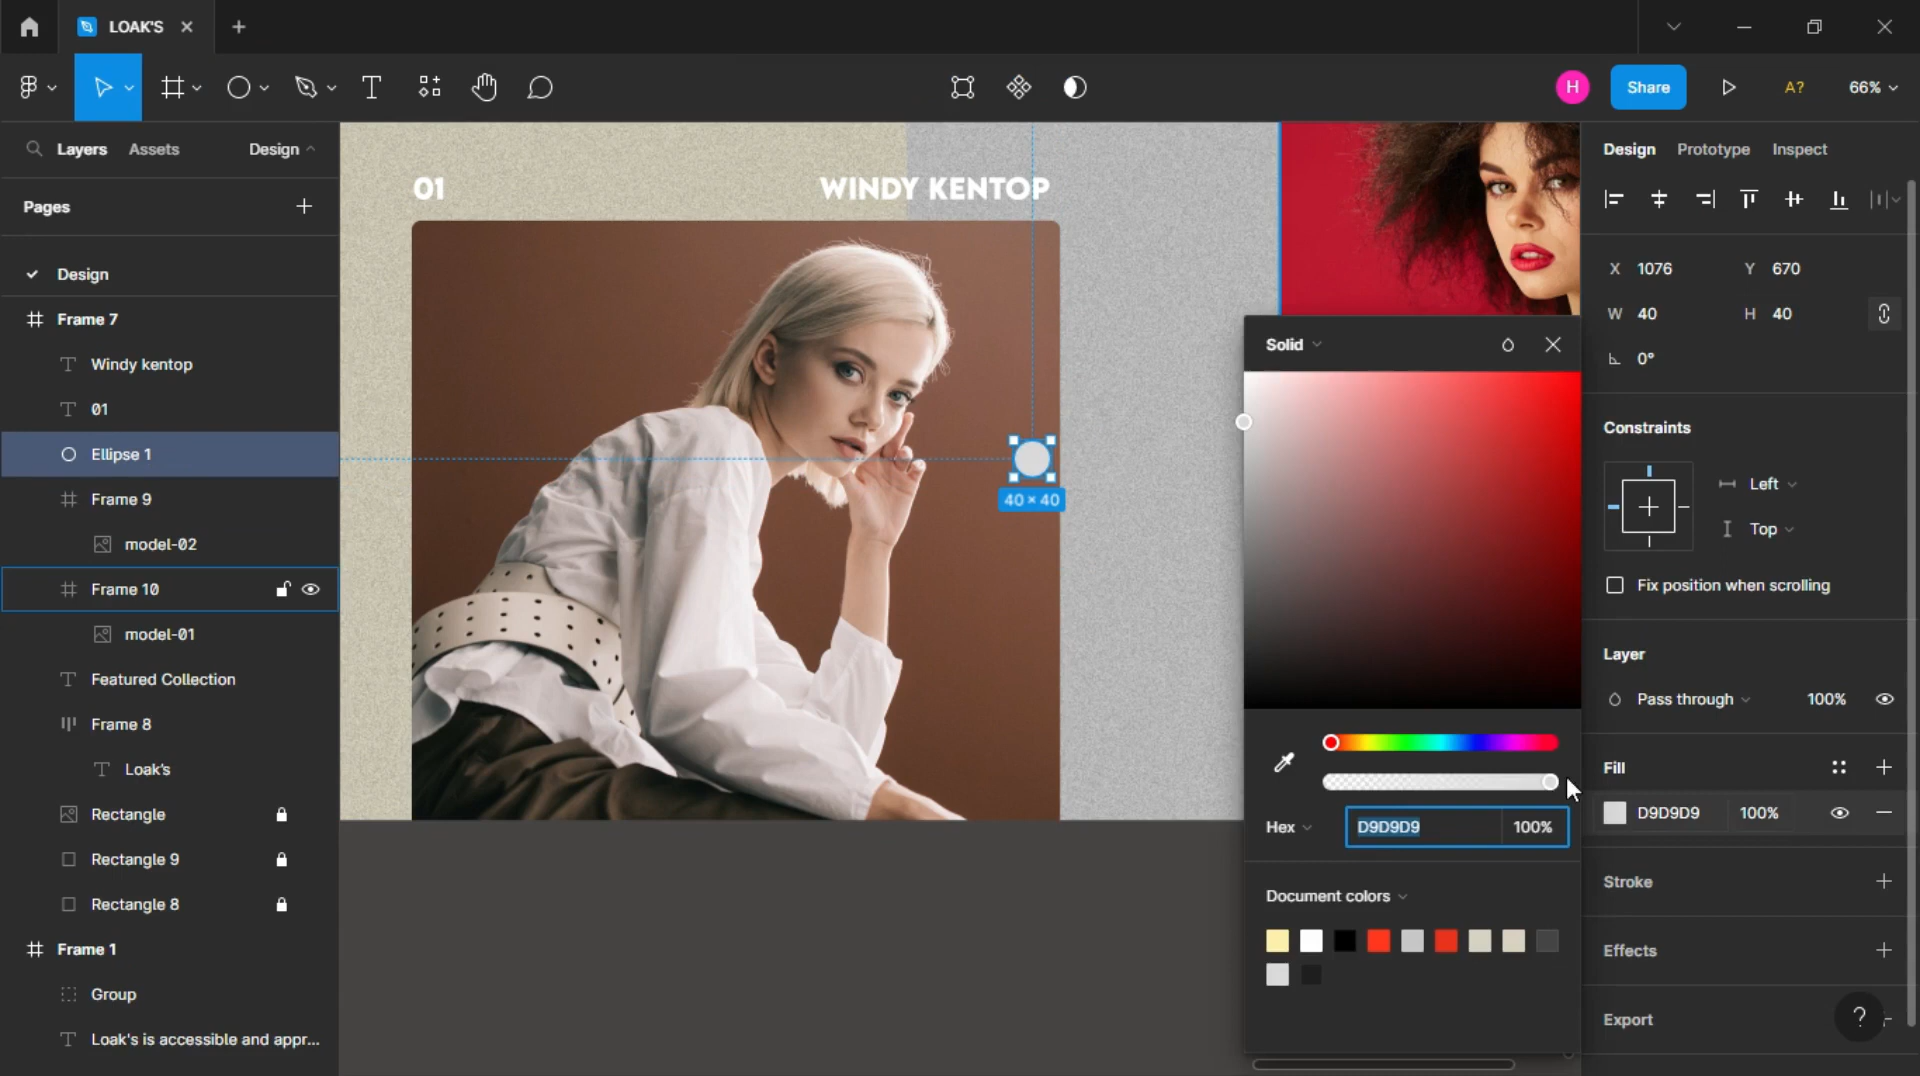 LOAK'S
H
Share
A?
66%
Layers
Assets
Design
Pages
Design
Frame 7
Windy kentop
01
Ellipse 1
Frame 9
model-02
Frame 10
model-01
Featured Collection
Frame 8
Loak's
Rectangle
Rectangle 9
Rectangle 8
Frame 1
Group
Loak's is accessible and appr...
01
WINDY KENTOP
40 × 40
Solid
Hex
D9D9D9
100%
Document colors
Design
Prototype
Inspect
X 1076
Y 670
W 40
H 40
0°
Constraints
Left
Top
Fix position when scrolling
Layer
Pass through
100%
Fill
D9D9D9
100%
Stroke
Effects
Export
?